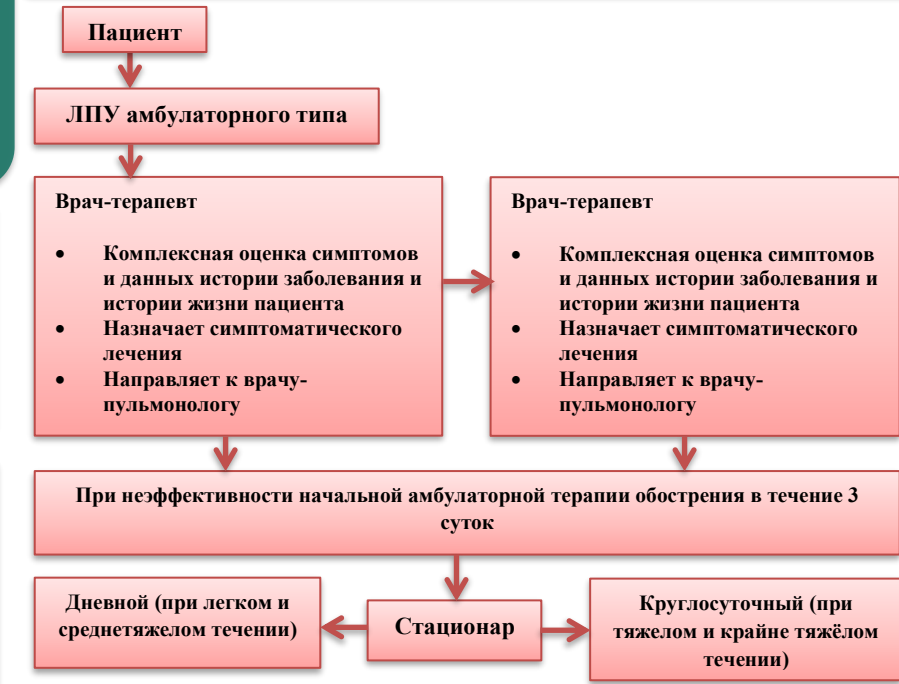 Пациент
ЛПУ амбулаторного типа
Врач-терапевт
• Комплексная оценка симптомов
и данных истории заболевания и
истории жизни пациента
• Назначает симптоматического
лечения
• Направляет к врачу-
пульмонологу
Врач-терапевт
• Комплексная оценка симптомов
и данных истории заболевания и
истории жизни пациента
• Назначает симптоматического
лечения
• Направляет к врачу-
пульмонологу
При неэффективности начальной амбулаторной терапии обострения в течение 3
суток
Дневной (при легком и
среднетяжелом течении)
Стационар
Круглосуточный (при
тяжелом и крайне тяжёлом
течении)